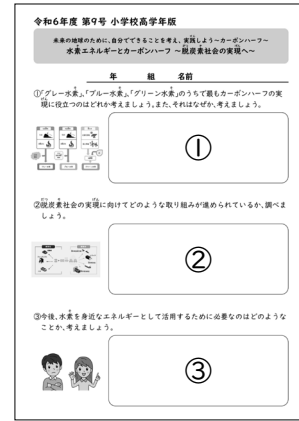 令和6年度 第9号 小学校高学年版
未来の地球のために、自分でできることを考え、実践しよう～カーボンハーフ～
水素エネルギーとカーボンハーフ ～脱炭素社会の実現へ～
年 組 名前
①「グレー水素」、「ブルー水素」、「グリーン水素」のうちで最もカーボンハーフの実
現に役立つのはどれか考えましょう。また、それはなぜか、考えましょう。
①
②脱炭素社会の実現に向けてどのような取り組みが進められているか、調べま
しょう。
②
③今後、水素を身近なエネルギーとして活用するために必要なのはどのような
ことか、考えましょう。
③